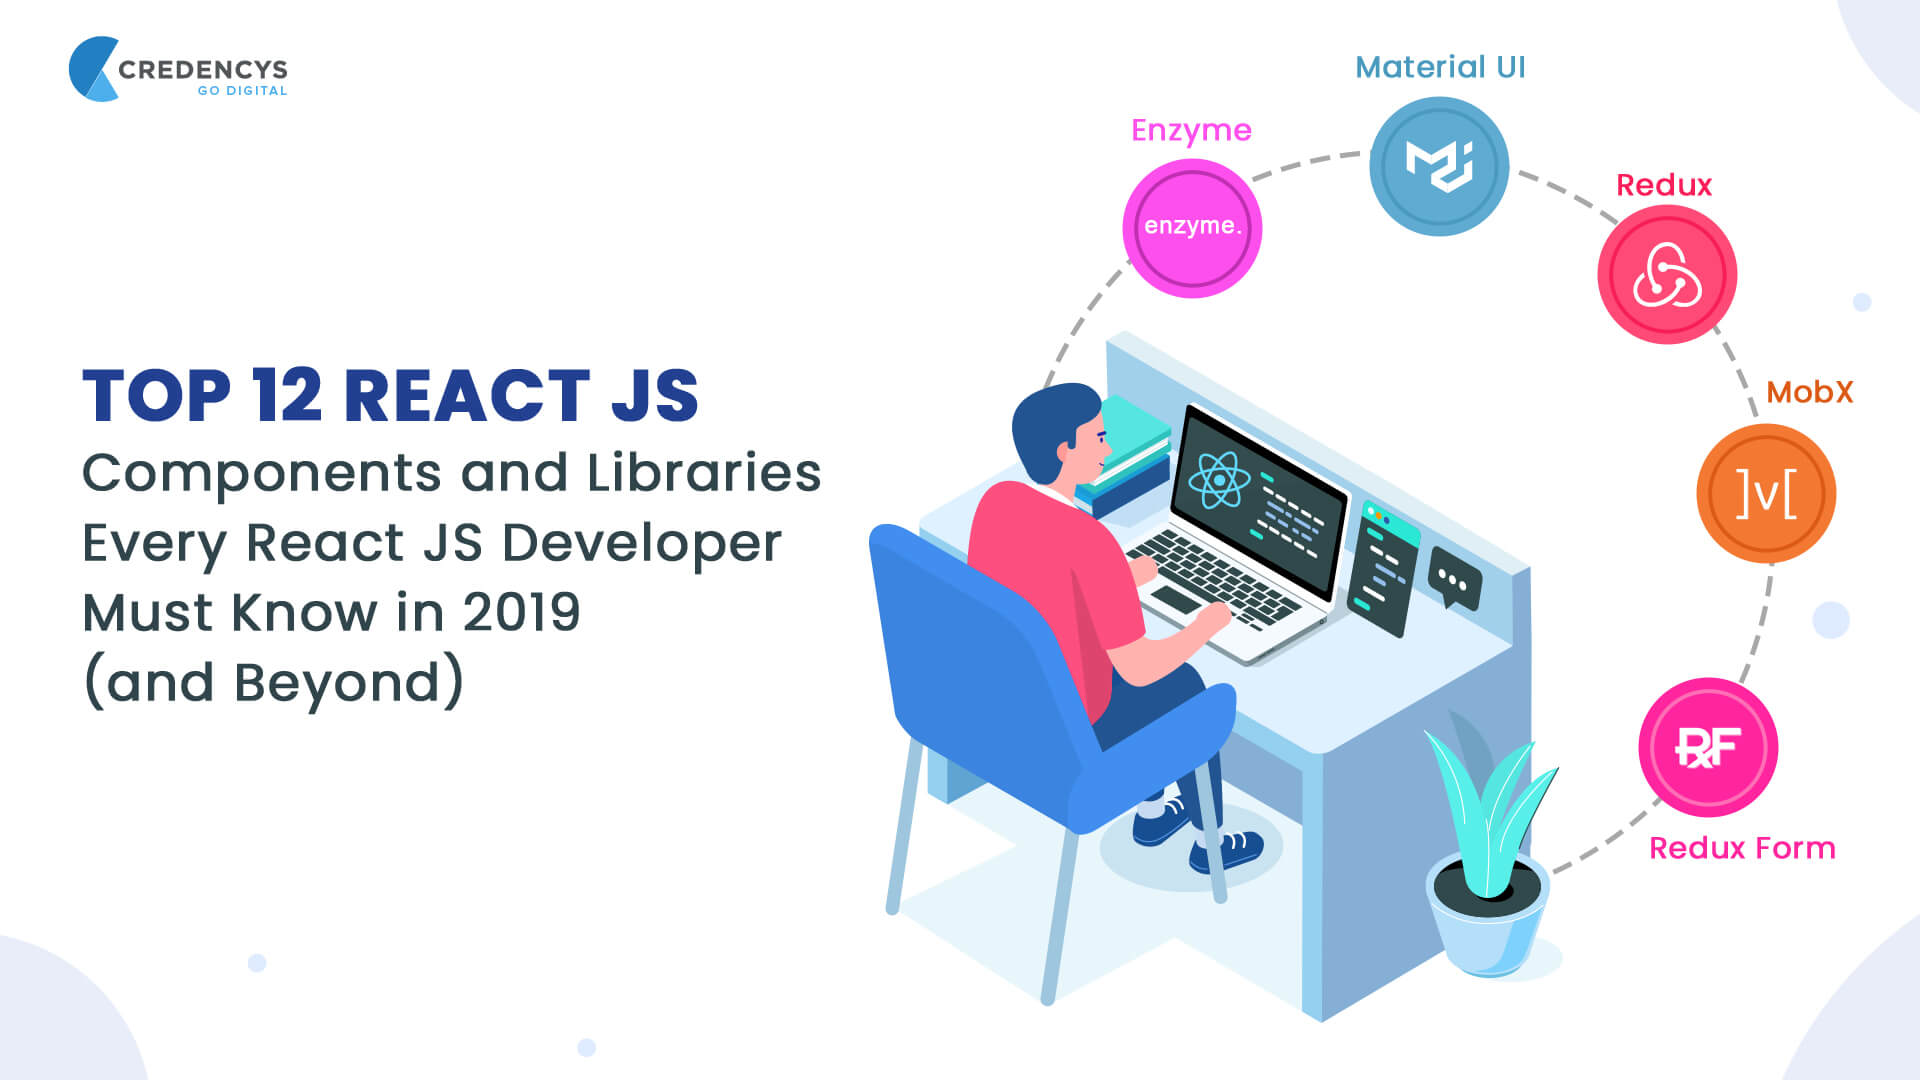 CREDENCYS
GO DIGITAL
TOP 12 REACT JS
Components and Libraries
Every React JS Developer
Must Know in 2019
(and Beyond)
Material UI
Enzyme
enzyme.
Redux
MobX
]v[
RF
Redux Form